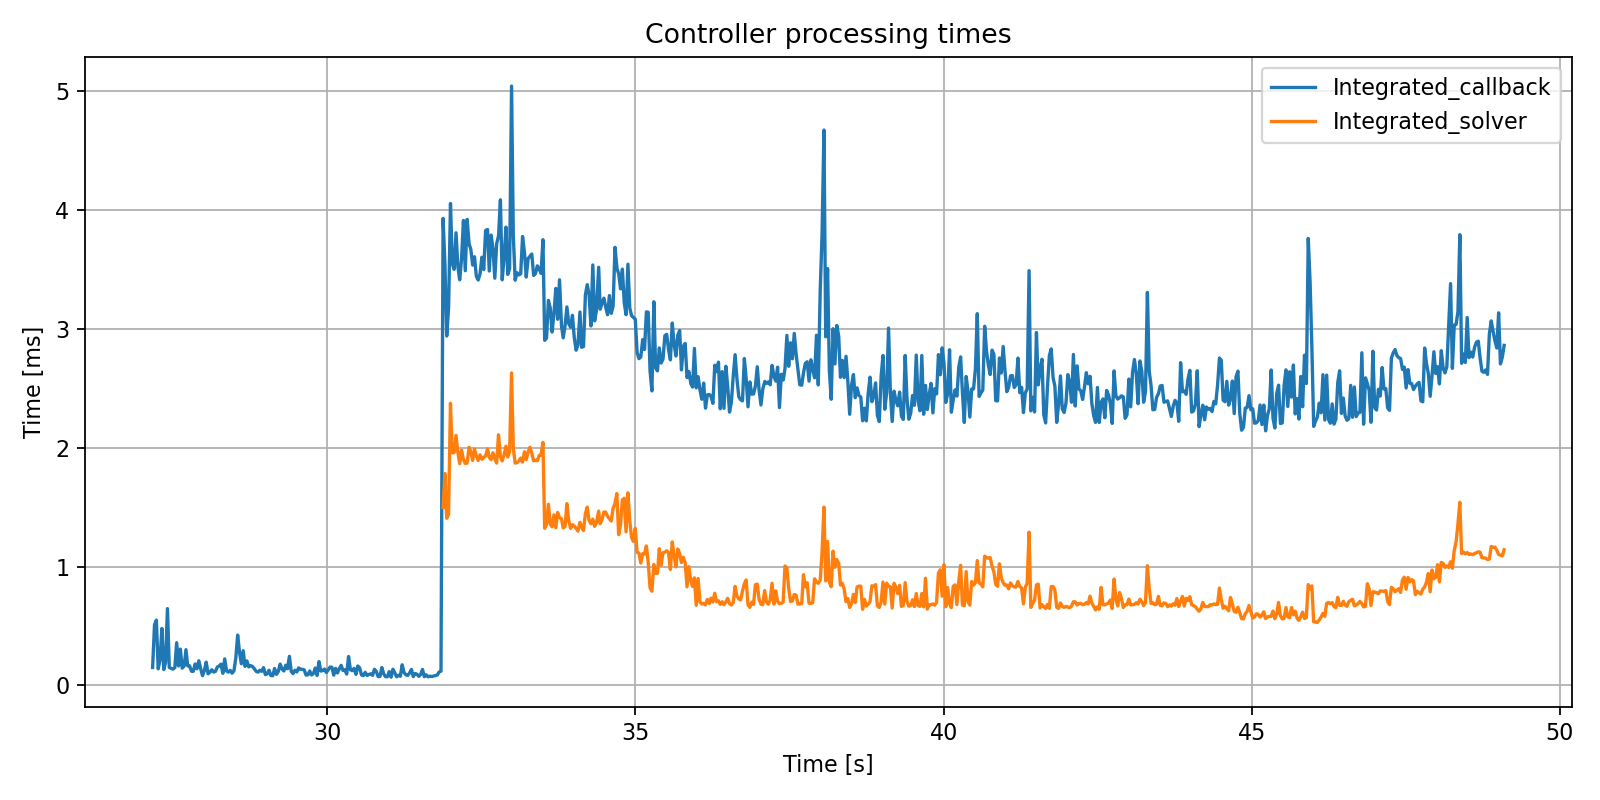 Controller processing times
Integrated_callback
Integrated_solver
Time [ms]
5
4
3
2
1
0
30
35
40
45
50
Time [s]